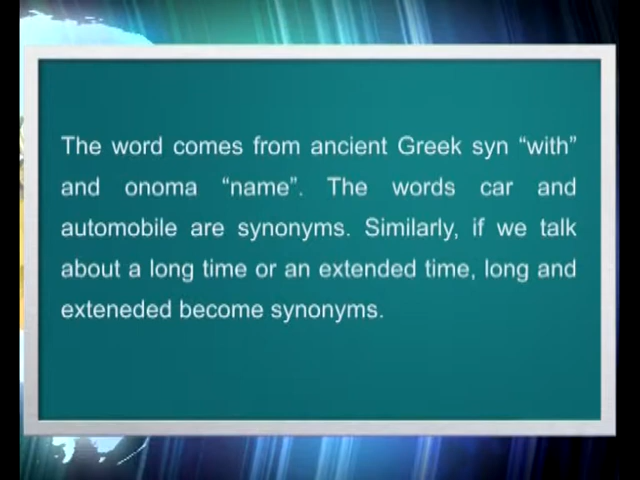 The word comes from ancient Greek syn “with”
and onoma “name”. The words car and
automobile are synonyms. Similarly, if we talk
about a long time or an extended time, long and
exteneded become synonyms.